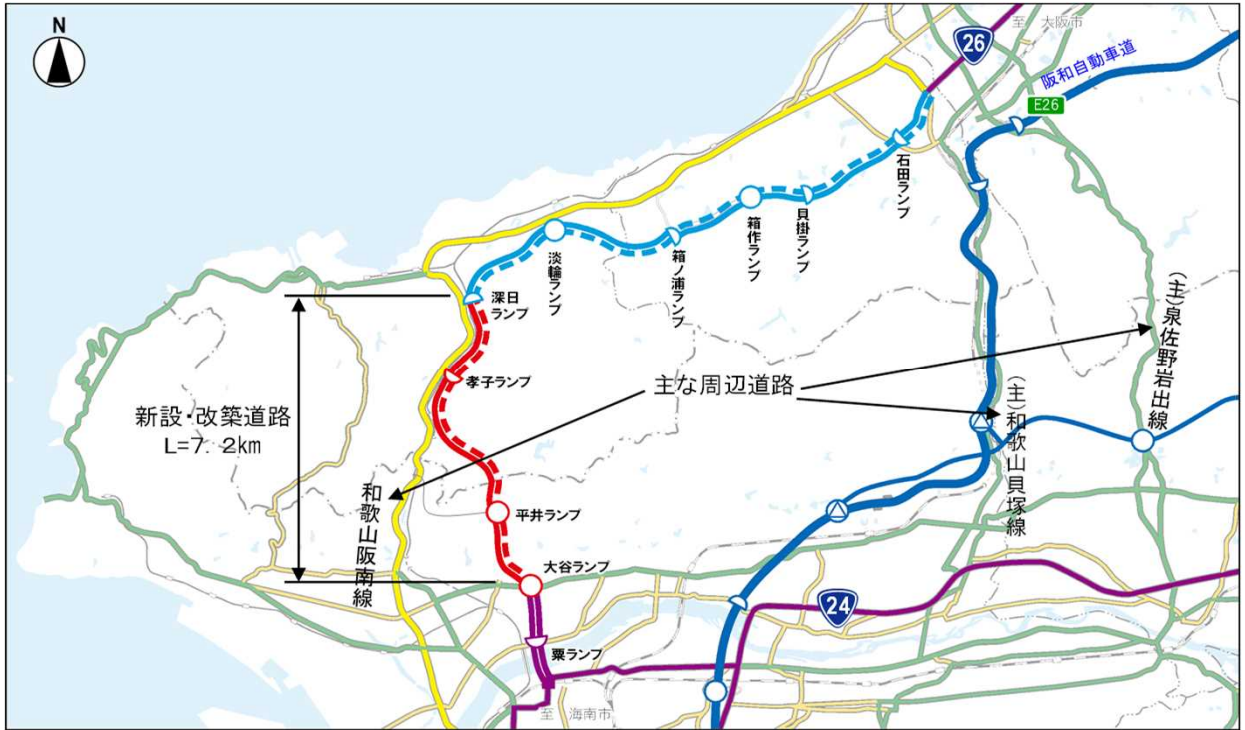 N
至 大阪市
26
阪和自動車道
E26
石田ランプ
貝掛ランプ
箱作ランプ
箱ノ浦ランプ
淡輪ランプ
深日
ランプ
孝子ランプ
(主)泉佐野岩出線
主な周辺道路
(主)和歌山貝塚線
新設・改築道路
L=7.2km
和歌山阪南線
平井ランプ
大谷ランプ
24
粟ランプ
至 海南市